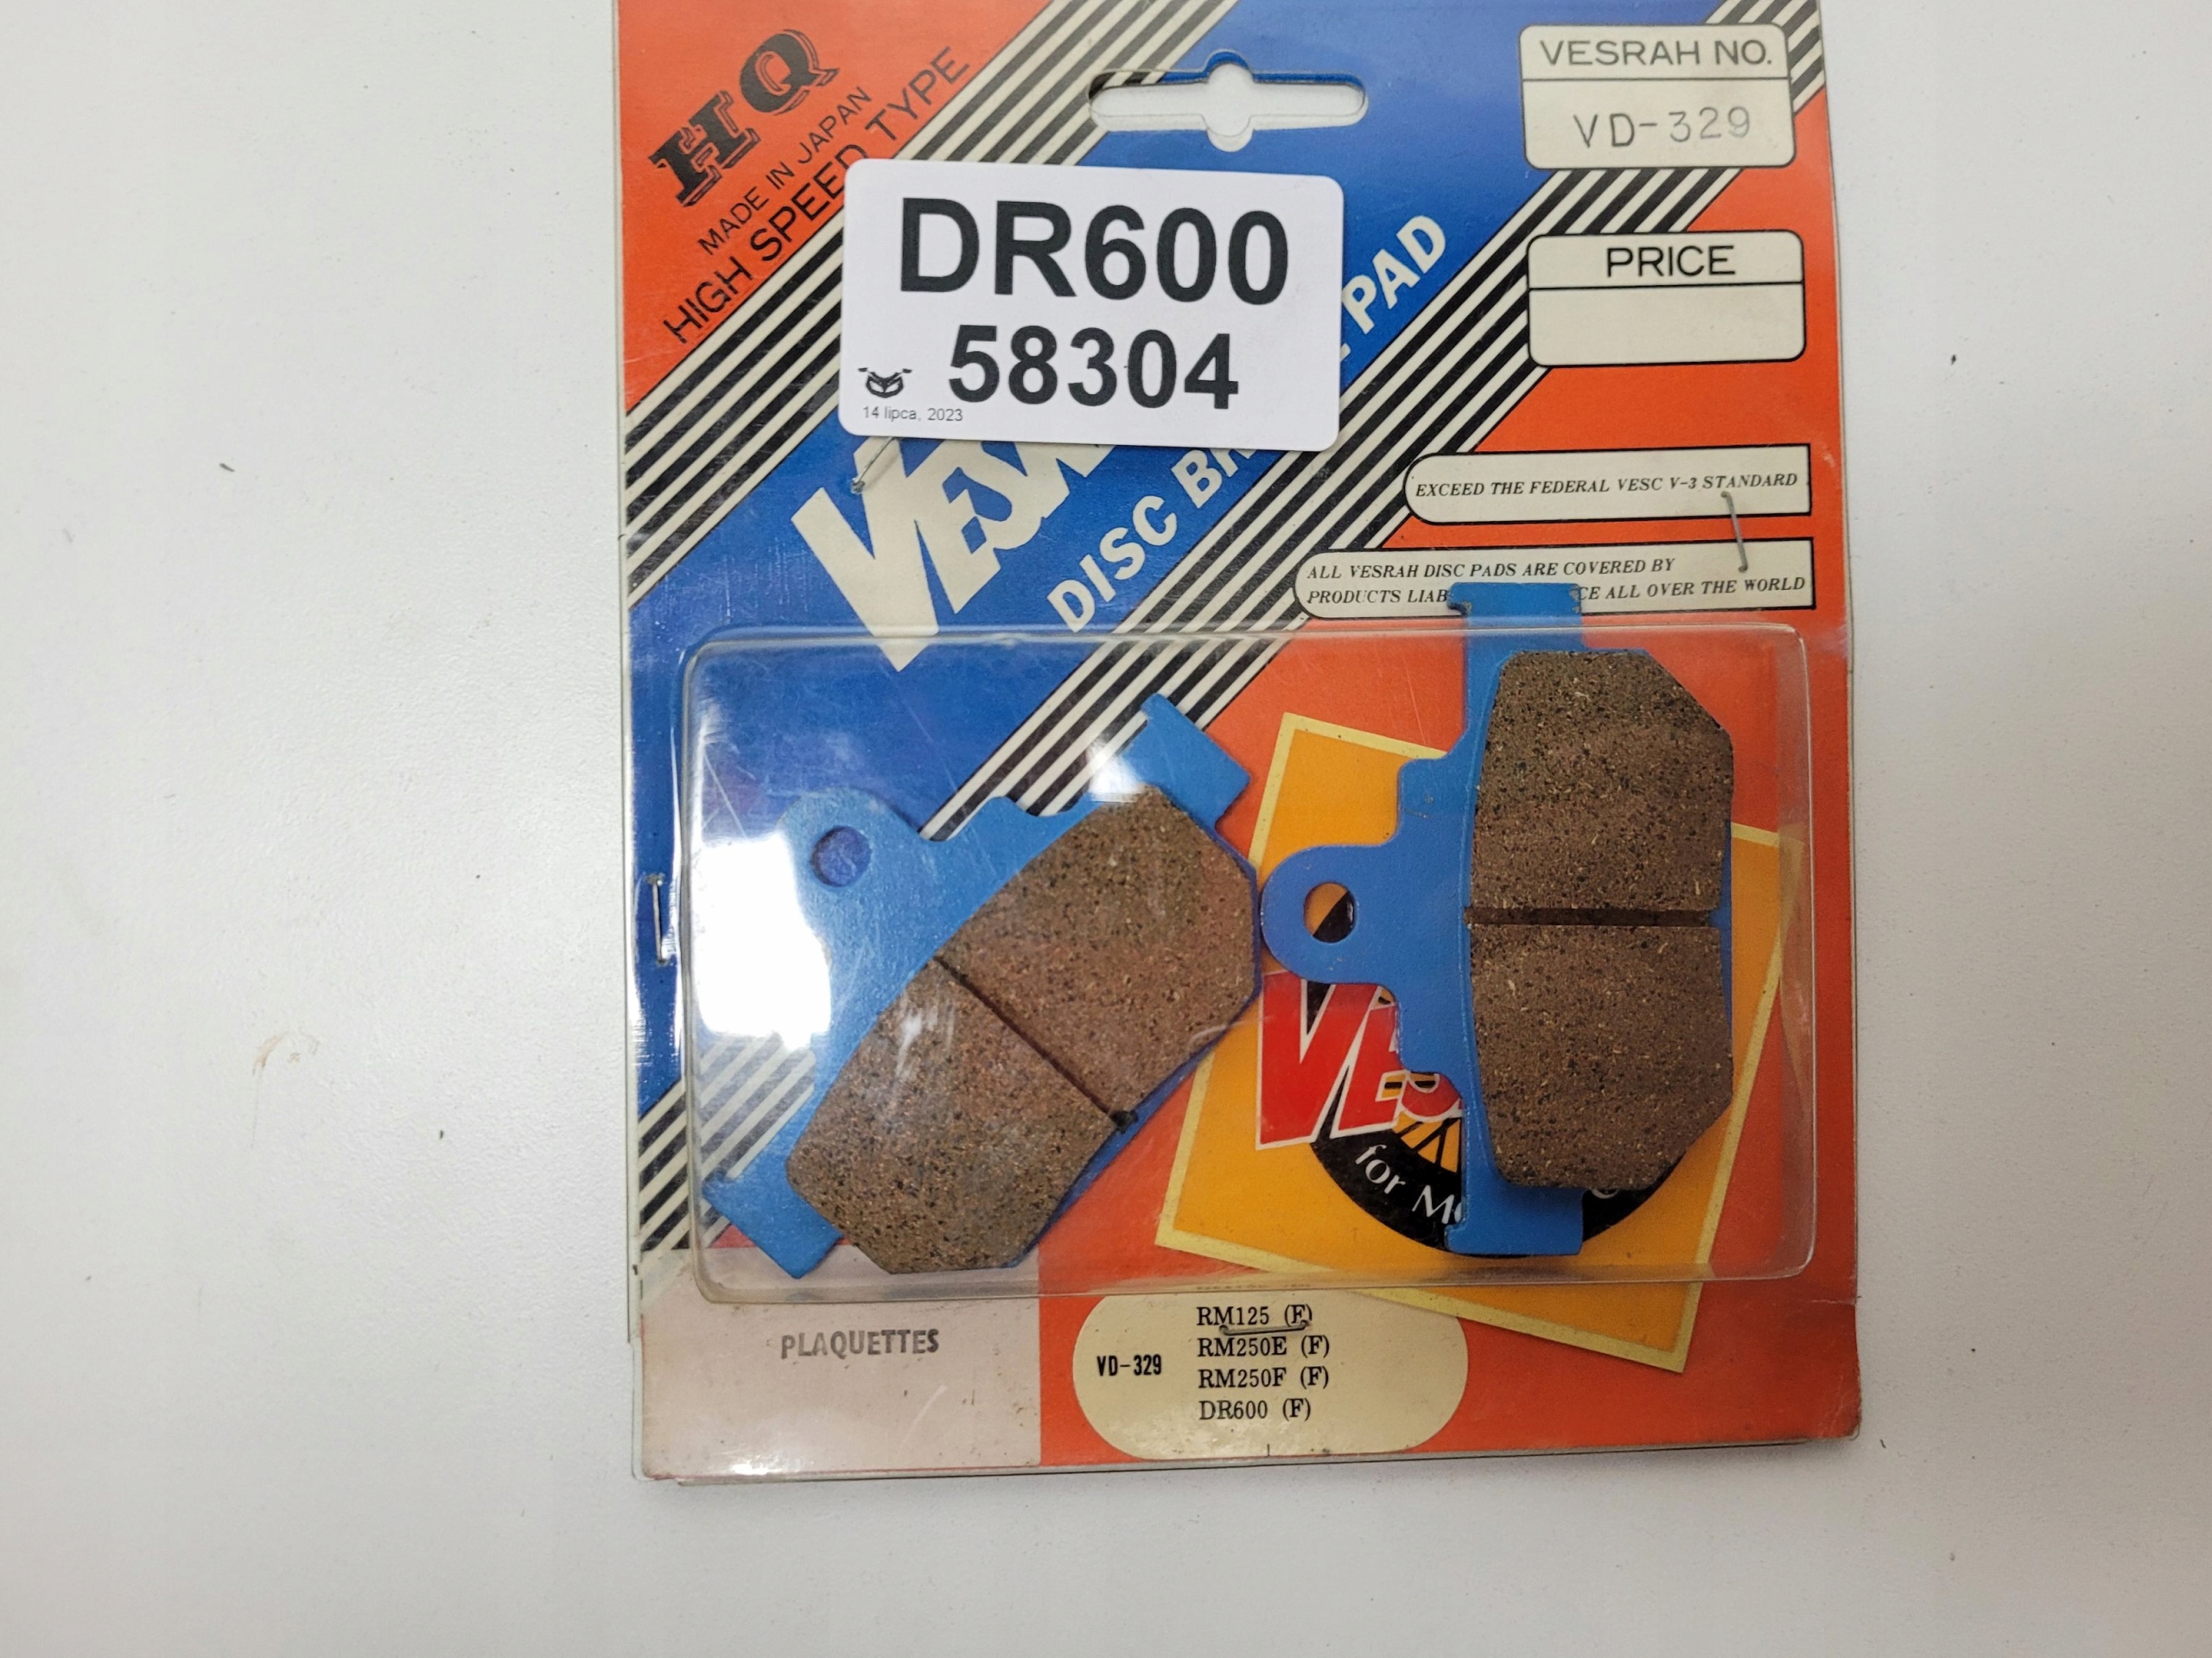 HQ
MADE IN JAPAN
HIGH SPEED TYPE
VESRAH NO.
VD-329
PRICE
DR600
58304
14 lipca, 2023
DISC PAD
EXCEED THE FEDERAL VESC V-3 STANDARD
ALL VESRAH DISC PADS ARE COVERED BY
PRODUCTS ALL OVER THE WORLD
for
PLAQUETTES
VD-329
RM125 (F)
RM250E (F)
RM250F (F)
DR600 (F)